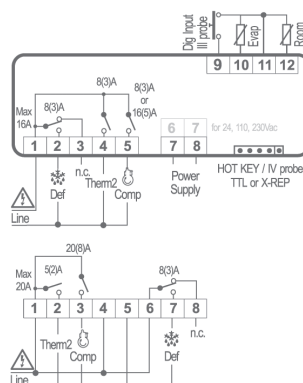 Dig Input
III probe
Evap
Room
9 10 11 12
8(3)A
8(3)A
or
16(5)A
8(3)A
Max
16A
6 7 for 24, 110, 230Vac
1 2 3 4 5 7 8
n.c.
Therm2
Power
Supply
HOT KEY / IV probe
TTL or X-REP
Line
Def
Comp
20(8)A
Max
20A
5(2)A
8(3)A
1 2 3 4 5 6 7 8
n.c.
Therm2
Comp
Def
Line